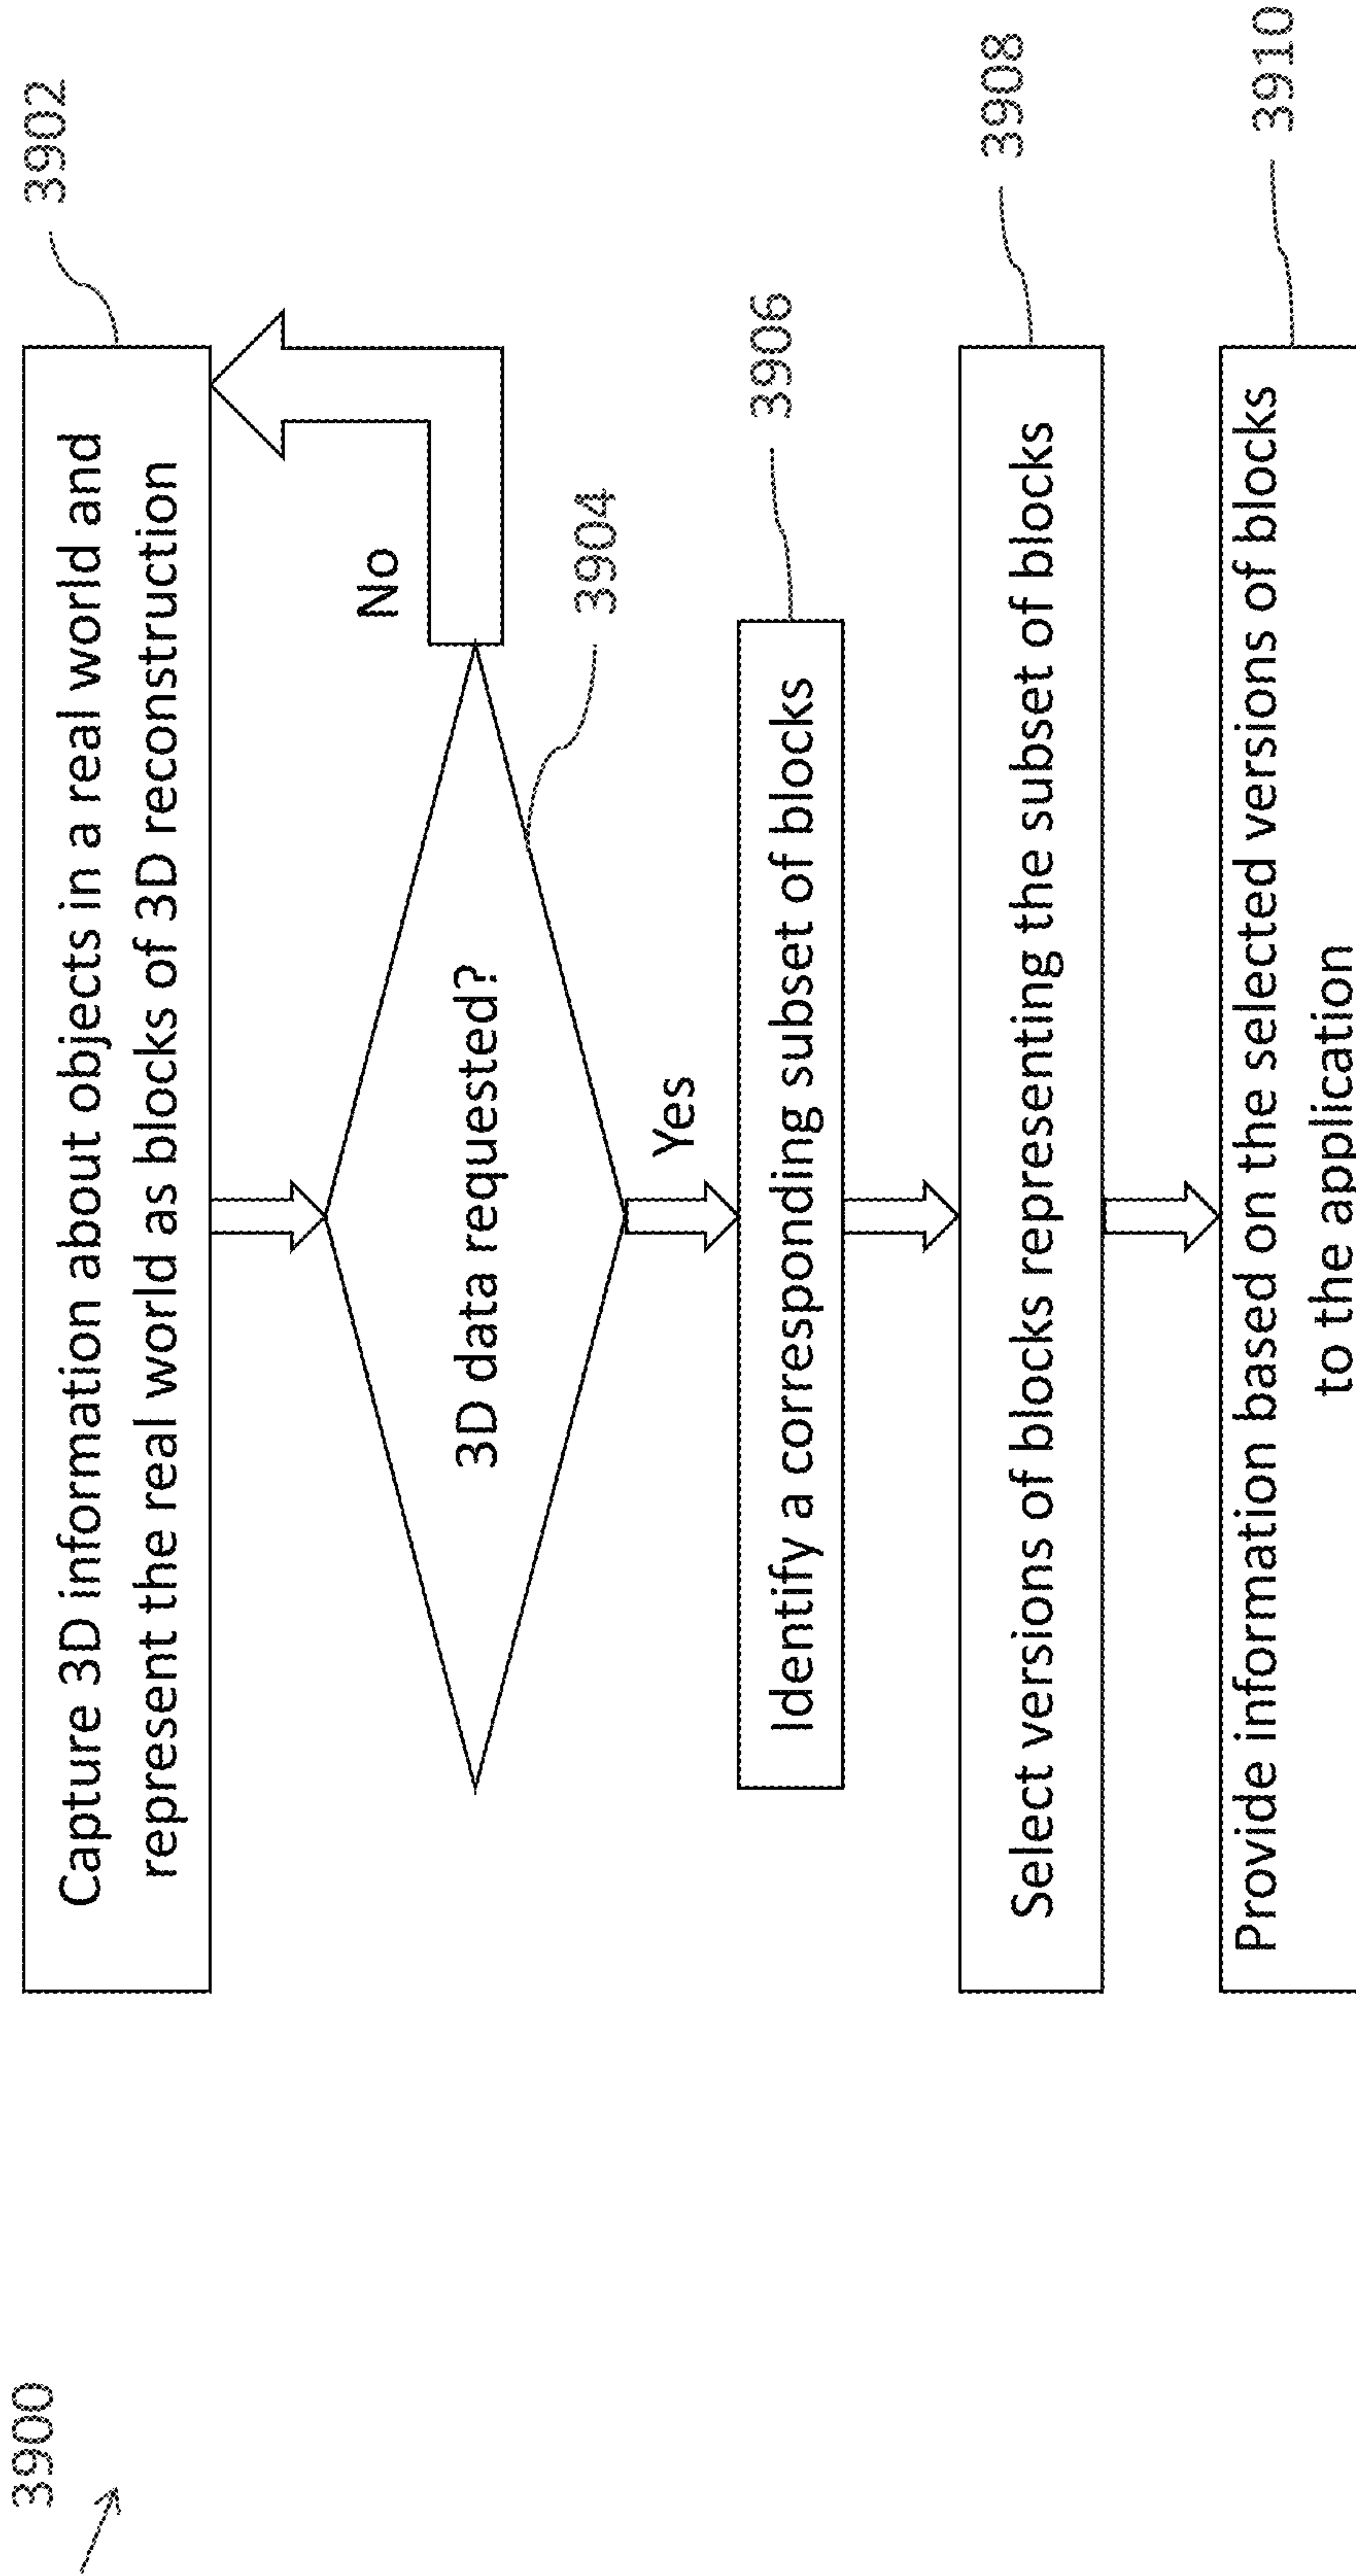 3900
Capture 3D information about objects in a real world and
represent the real world as blocks of 3D reconstruction
3902
No
3D data requested?
3904
Yes
Identify a corresponding subset of blocks
3906
Select versions of blocks representing the subset of blocks
3908
Provide information based on the selected versions of blocks
to the application
3910